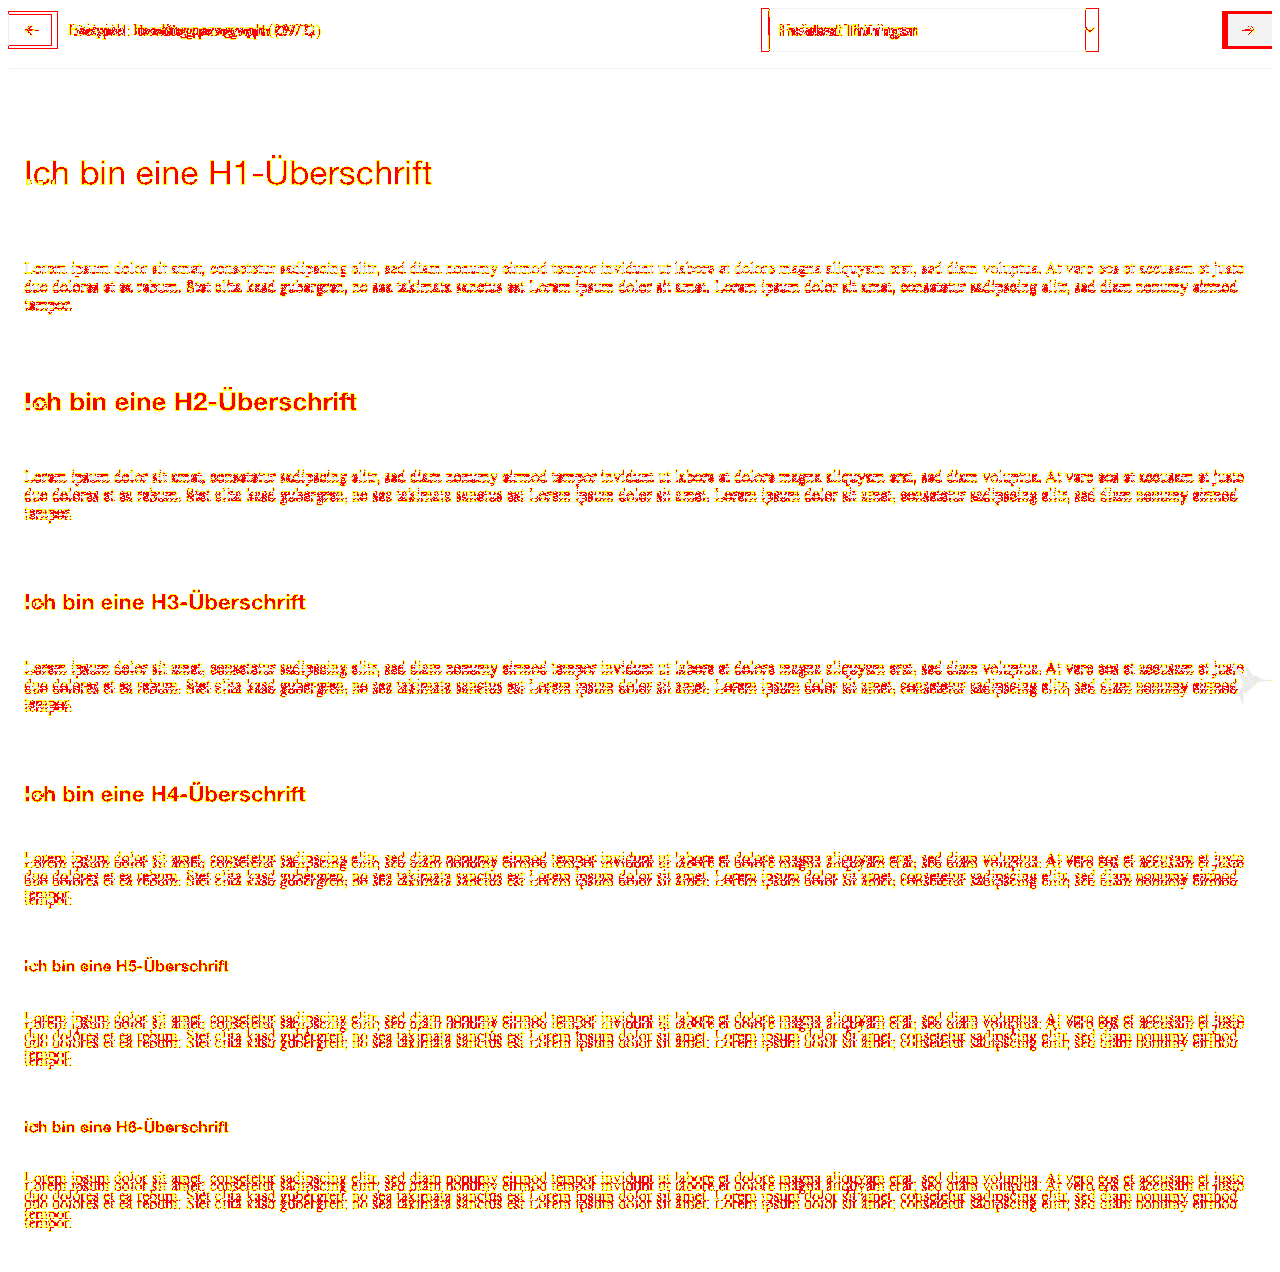 Ich bin eine H1-Überschrift
Lorem ipsum dolor sit amet, consetetur sadipscing elitr, sed diam nonumy eirmod tempor invidunt ut labore et dolore magna aliquyam erat, sed diam voluptua. At vero eos et accusam et justo
duo dolores et ea rebum. Stet clita kasd gubergren, no sea takimata sanctus est Lorem ipsum dolor sit amet. Lorem ipsum dolor sit amet, consetetur sadipscing elitr, sed diam nonumy eirmod
tempor.
Ich bin eine H2-Überschrift
Lorem ipsum dolor sit amet, consetetur sadipscing elitr, sed diam nonumy eirmod tempor invidunt ut labore et dolore magna aliquyam erat, sed diam voluptua. At vero eos et accusam et justo
duo dolores et ea rebum. Stet clita kasd gubergren, no sea takimata sanctus est Lorem ipsum dolor sit amet. Lorem ipsum dolor sit amet, consetetur sadipscing elitr, sed diam nonumy eirmod
tempor.
Ich bin eine H3-Überschrift
Lorem ipsum dolor sit amet, consetetur sadipscing elitr, sed diam nonumy eirmod tempor invidunt ut labore et dolore magna aliquyam erat, sed diam voluptua. At vero eos et accusam et justo
duo dolores et ea rebum. Stet clita kasd gubergren, no sea takimata sanctus est Lorem ipsum dolor sit amet. Lorem ipsum dolor sit amet, consetetur sadipscing elitr, sed diam nonumy eirmod
tempor.
Ich bin eine H4-Überschrift
Lorem ipsum dolor sit amet, consetetur sadipscing elitr, sed diam nonumy eirmod tempor invidunt ut labore et dolore magna aliquyam erat, sed diam voluptua. At vero eos et accusam et justo
duo dolores et ea rebum. Stet clita kasd gubergren, no sea takimata sanctus est Lorem ipsum dolor sit amet. Lorem ipsum dolor sit amet, consetetur sadipscing elitr, sed diam nonumy eirmod
tempor.
Ich bin eine H5-Überschrift
Lorem ipsum dolor sit amet, consetetur sadipscing elitr, sed diam nonumy eirmod tempor invidunt ut labore et dolore magna aliquyam erat, sed diam voluptua. At vero eos et accusam et justo
duo dolores et ea rebum. Stet clita kasd gubergren, no sea takimata sanctus est Lorem ipsum dolor sit amet. Lorem ipsum dolor sit amet, consetetur sadipscing elitr, sed diam nonumy eirmod
tempor.
Ich bin eine H6-Überschrift
Lorem ipsum dolor sit amet, consetetur sadipscing elitr, sed diam nonumy eirmod tempor invidunt ut labore et dolore magna aliquyam erat, sed diam voluptua. At vero eos et accusam et justo
duo dolores et ea rebum. Stet clita kasd gubergren, no sea takimata sanctus est Lorem ipsum dolor sit amet. Lorem ipsum dolor sit amet, consetetur sadipscing elitr, sed diam nonumy eirmod
tempor.